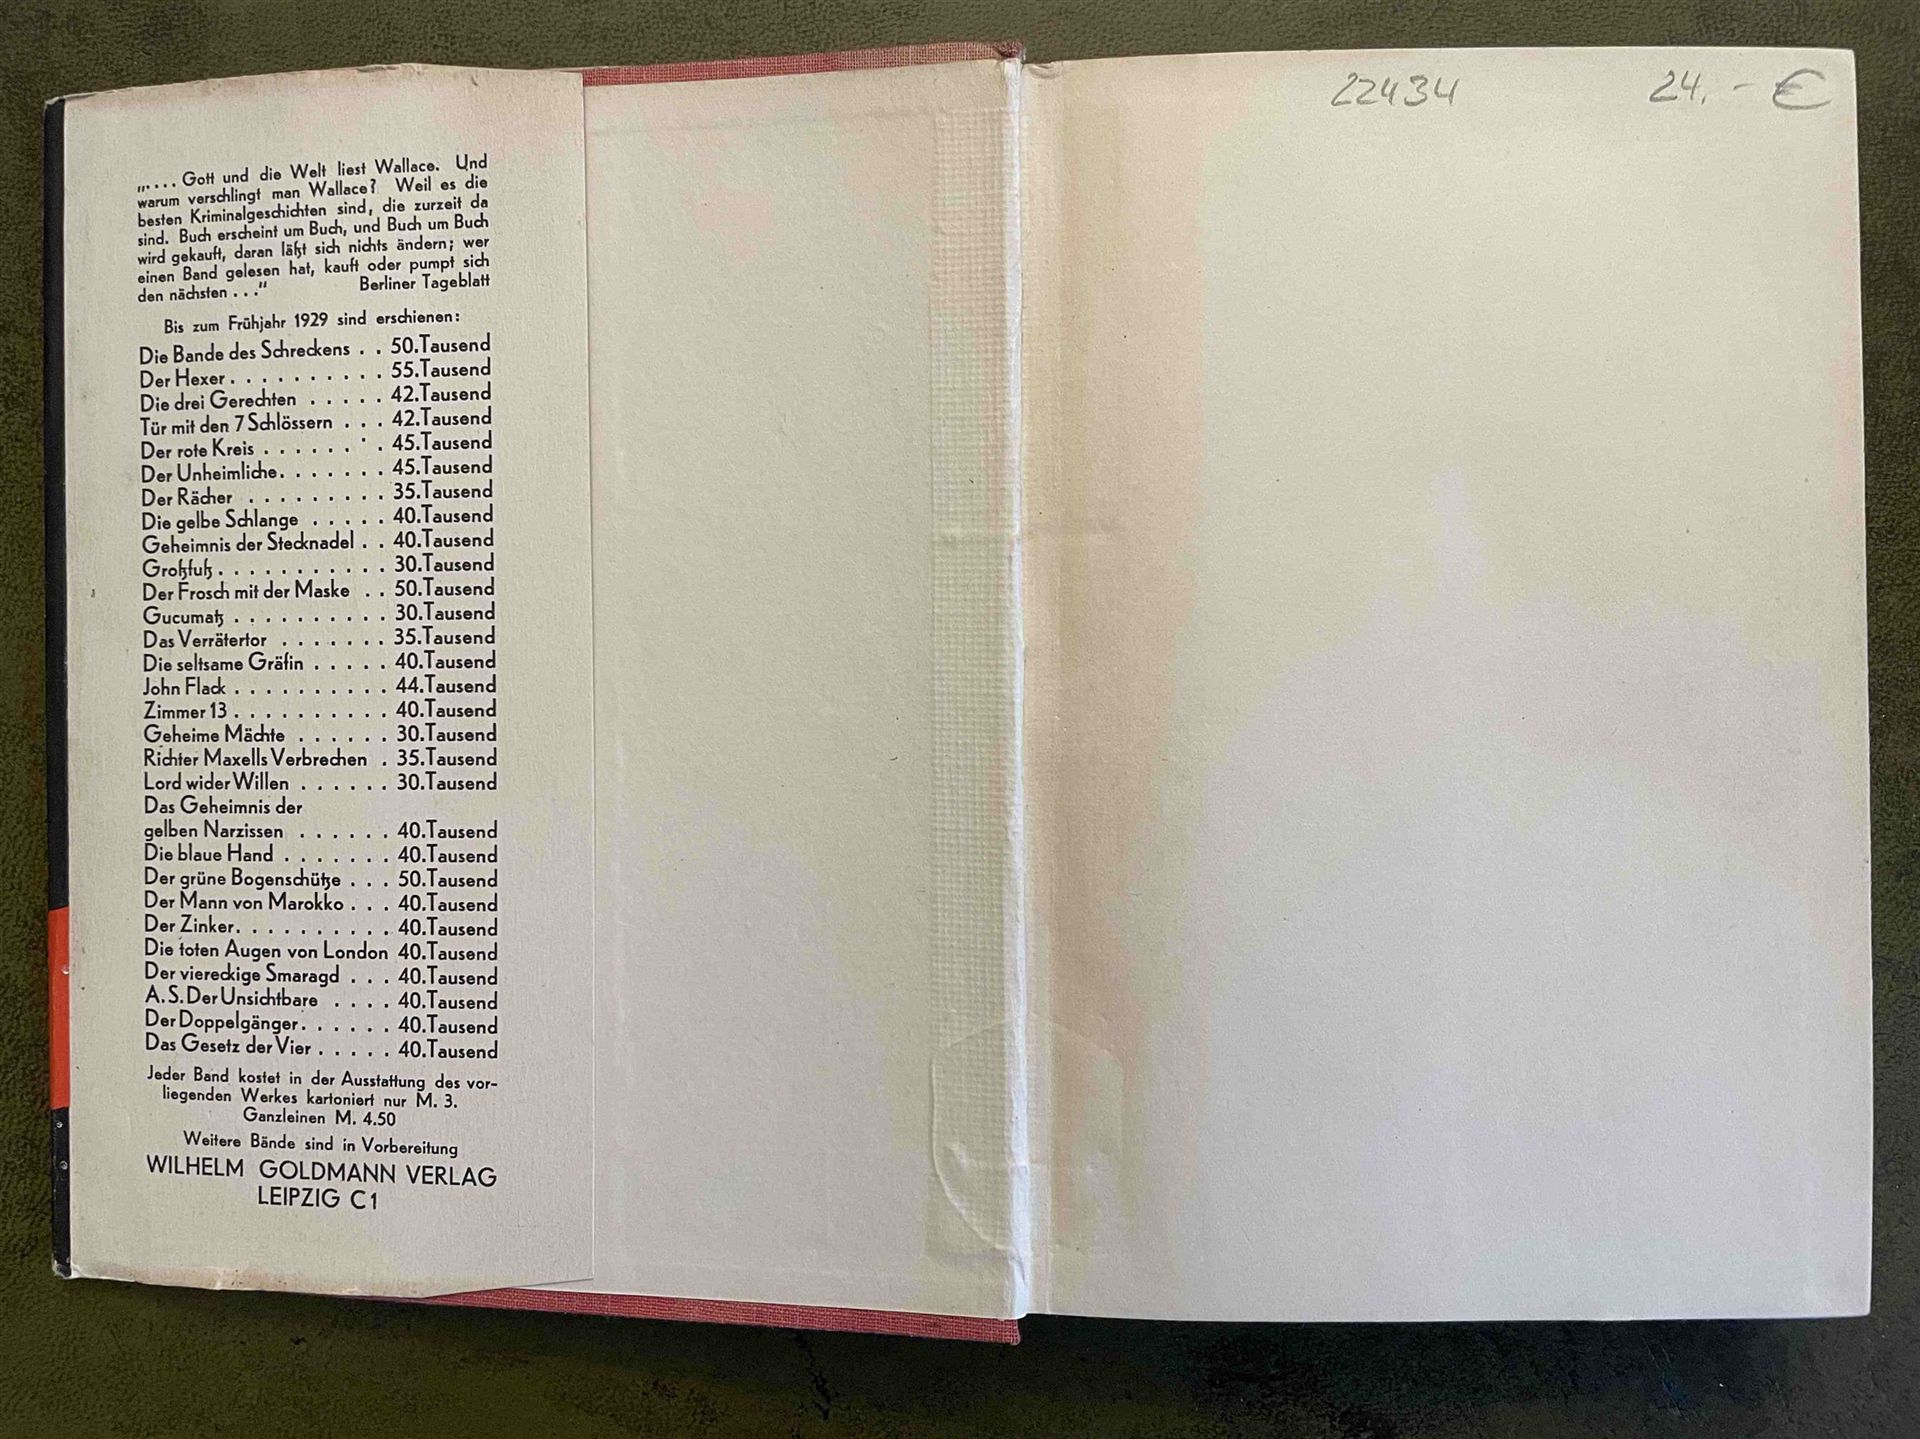 „.... Gott und die Welt liest Wallace. Und
warum verschlingt man Wallace? Weil es die
besten Kriminalgeschichten sind, die zurzeit da
sind. Buch erscheint um Buch, und Buch um Buch
wird gekauft, daran läßt sich nichts ändern; wer
einen Band gelesen hat, kauft oder pumpt sich
den nächsten ..." Berliner Tageblatt
Bis zum Frühjahr 1929 sind erschienen:
Die Bande des Schreckens . . 50.Tausend
Der Hexer . . . . . . . . . . 55.Tausend
Die drei Gerechten . . . . . 42.Tausend
Tür mit den 7 Schlössern . . . 42.Tausend
Der rote Kreis . . . . . . . . 45.Tausend
Der Unheimliche . . . . . . . 45.Tausend
Der Rächer . . . . . . . . . 35.Tausend
Die gelbe Schlange . . . . . 40.Tausend
Geheimnis der Stecknadel . . 40.Tausend
Großfuß . . . . . . . . . . . 30.Tausend
Der Frosch mit der Maske . . 50.Tausend
Gucumatz . . . . . . . . . . 30.Tausend
Das Verrätertor . . . . . . . 35.Tausend
Die seltsame Gräfin . . . . . 40.Tausend
John Flack . . . . . . . . . . 44.Tausend
Zimmer 13 . . . . . . . . . . 40.Tausend
Geheime Mächte . . . . . . 30.Tausend
Richter Maxells Verbrechen . 35.Tausend
Lord wider Willen . . . . . . 30.Tausend
Das Geheimnis der
gelben Narzissen . . . . . . 40.Tausend
Die blaue Hand . . . . . . . 40.Tausend
Der grüne Bogenschütze . . . 50.Tausend
Der Mann von Marokko . . . 40.Tausend
Der Zinker . . . . . . . . . . 40.Tausend
Die toten Augen von London 40.Tausend
Der viereckige Smaragd . . . 40.Tausend
A.S. Der Unsichtbare . . . . 40.Tausend
Der Doppelgänger . . . . . . 40.Tausend
Das Gesetz der Vier . . . . . 40.Tausend
Jeder Band kostet in der Ausstattung des vor-
liegenden Werkes kartoniert nur M. 3.
Ganzleinen M. 4.50
Weitere Bände sind in Vorbereitung
WILHELM GOLDMANN VERLAG
LEIPZIG C1
22434 24.- €